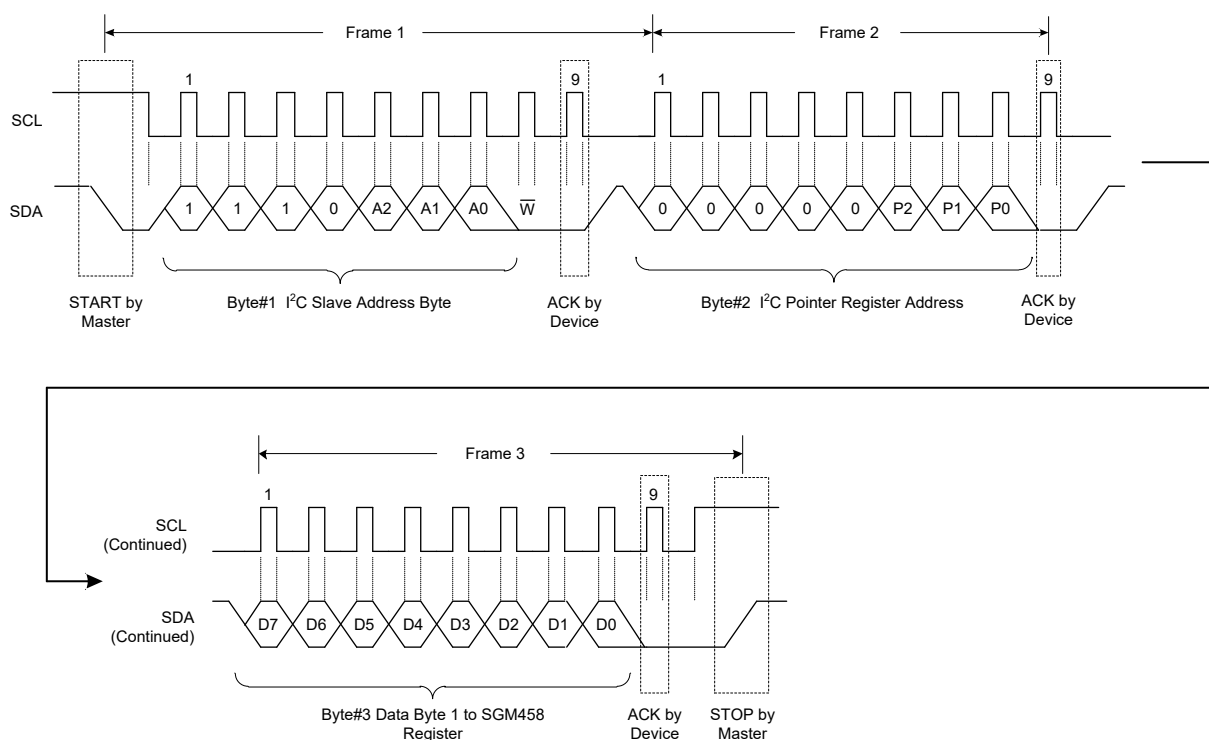 Frame 1 Frame 2
1 9 1 9
SCL
SDA 1 1 1 0 A2 A1 A0 W̅ 0 0 0 0 0 P2 P1 P0
START by
Master
Byte#1 I²C Slave Address Byte
ACK by
Device
Byte#2 I²C Pointer Register Address
ACK by
Device
Frame 3
1 9
SCL
(Continued)
SDA
(Continued)
D7 D6 D5 D4 D3 D2 D1 D0
Byte#3 Data Byte 1 to SGM458
Register
ACK by
Device
STOP by
Master